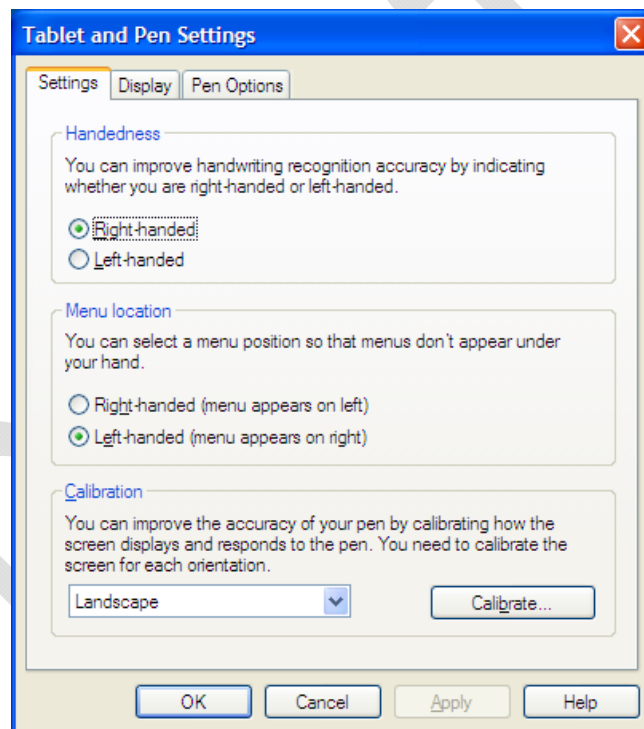 Tablet and Pen Settings
Settings Display Pen Options
Handedness
You can improve handwriting recognition accuracy by indicating
whether you are right-handed or left-handed.
Right-handed
Left-handed
Menu location
You can select a menu position so that menus don't appear under
your hand.
Right-handed (menu appears on left)
Left-handed (menu appears on right)
Calibration
You can improve the accuracy of your pen by calibrating how the
screen displays and responds to the pen. You need to calibrate the
screen for each orientation.
Landscape Calibrate...
OK Cancel Apply Help